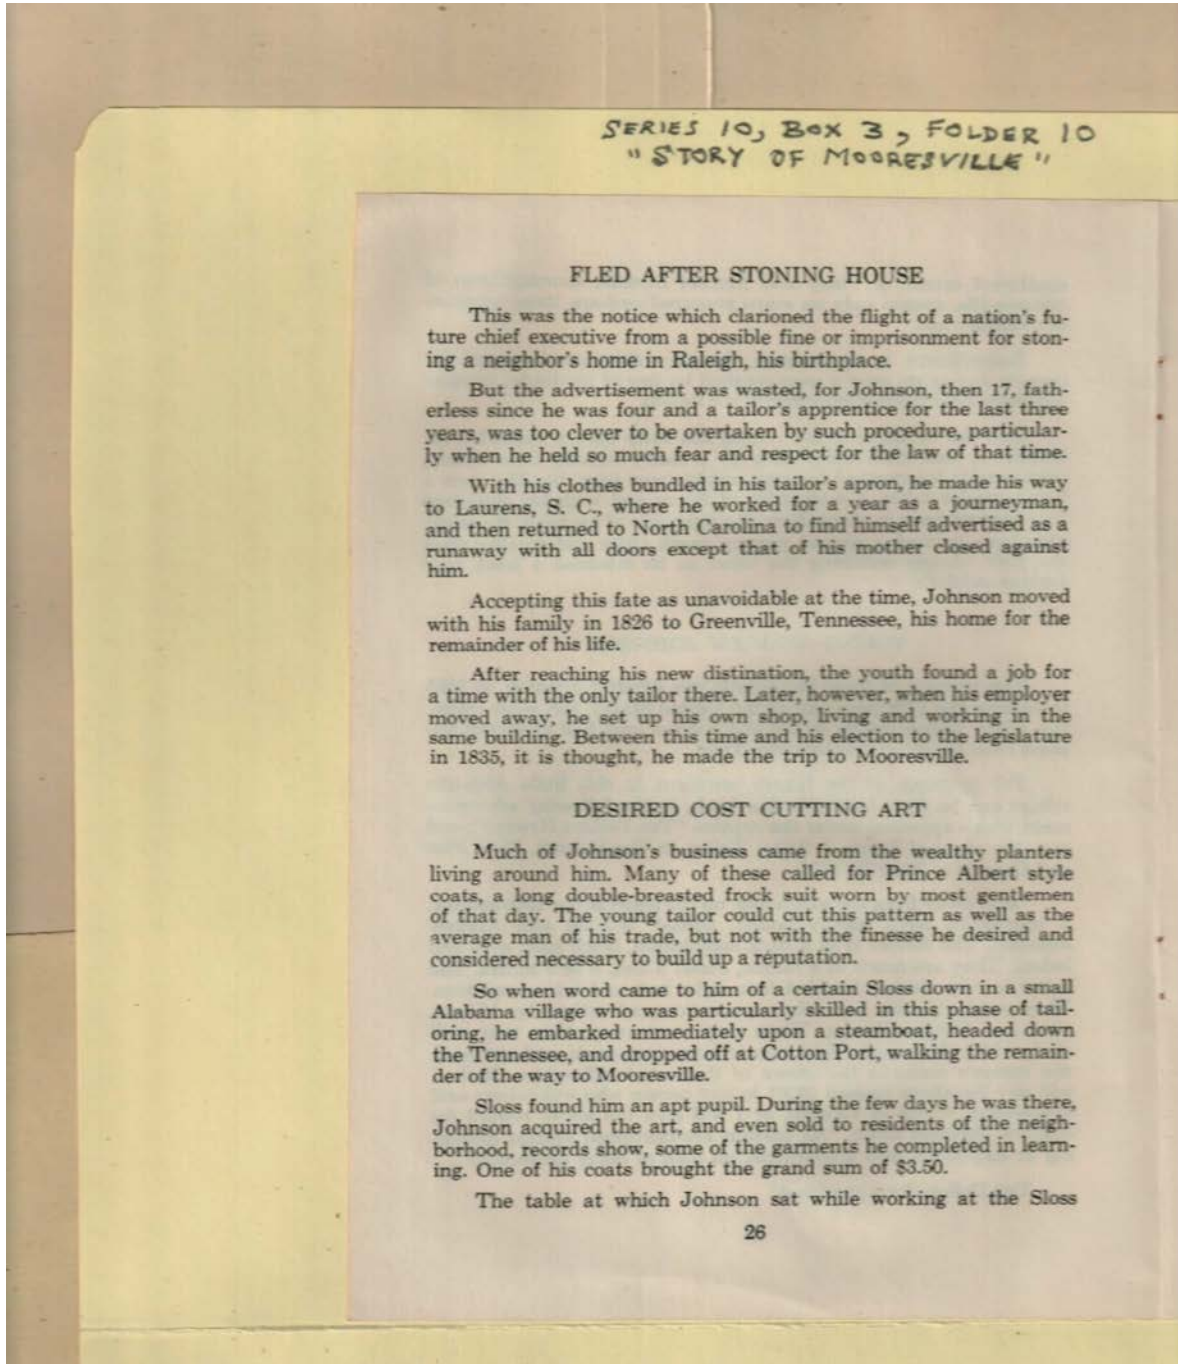 SERIES 10, BOX 3, FOLDER 10
"STORY OF MOORESVILLE"
FLED AFTER STONING HOUSE
This was the notice which clarioned the flight of a nation's fu-
ture chief executive from a possible fine or imprisonment for ston-
ing a neighbor's home in Raleigh, his birthplace.
But the advertisement was wasted, for Johnson, then 17, fath-
erless since he was four and a tailor's apprentice for the last three
years, was too clever to be overtaken by such procedure, particular-
ly when he held so much fear and respect for the law of that time.
With his clothes bundled in his tailor's apron, he made his way
to Laurens, S. C., where he worked for a year as a journeyman,
and then returned to North Carolina to find himself advertised as a
runaway with all doors except that of his mother closed against
him.
Accepting this fate as unavoidable at the time, Johnson moved
with his family in 1826 to Greenville, Tennessee, his home for the
remainder of his life.
After reaching his new distination, the youth found a job for
a time with the only tailor there. Later, however, when his employer
moved away, he set up his own shop, living and working in the
same building. Between this time and his election to the legislature
in 1835, it is thought, he made the trip to Mooresville.
DESIRED COST CUTTING ART
Much of Johnson's business came from the wealthy planters
living around him. Many of these called for Prince Albert style
coats, a long double-breasted frock suit worn by most gentlemen
of that day. The young tailor could cut this pattern as well as the
average man of his trade, but not with the finesse he desired and
considered necessary to build up a reputation.
So when word came to him of a certain Sloss down in a small
Alabama village who was particularly skilled in this phase of tail-
oring, he embarked immediately upon a steamboat, headed down
the Tennessee, and dropped off at Cotton Port, walking the remain-
der of the way to Mooresville.
Sloss found him an apt pupil. During the few days he was there,
Johnson acquired the art, and even sold to residents of the neigh-
borhood, records show, some of the garments he completed in learn-
ing. One of his coats brought the grand sum of $3.50.
The table at which Johnson sat while working at the Sloss
26